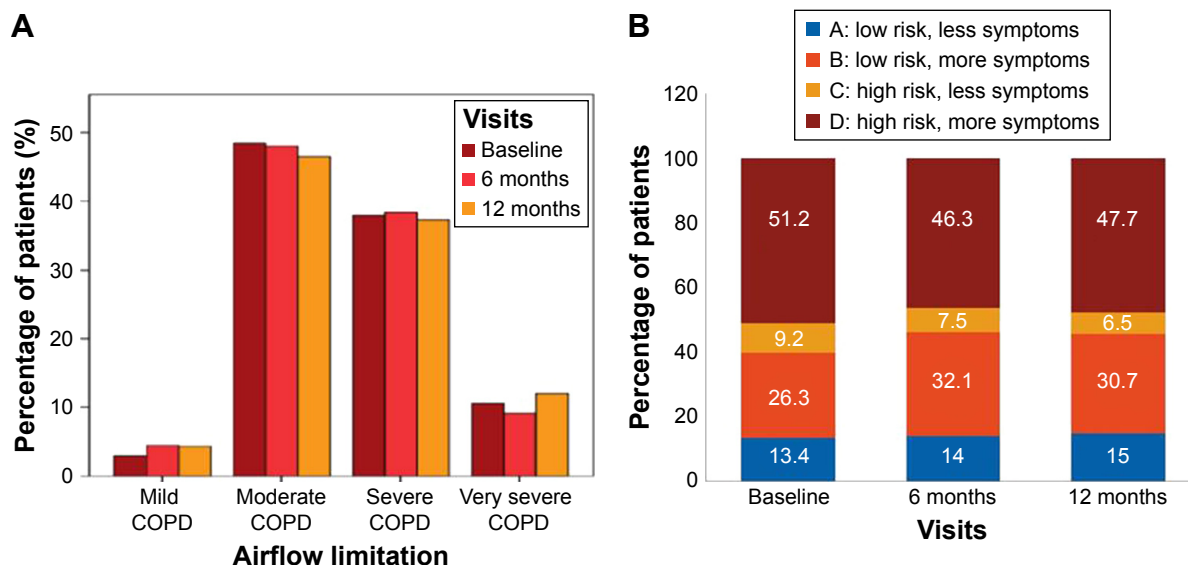 A
Percentage of patients (%)
50
40
30
20
10
0
Visits
Baseline
6 months
12 months
Mild
COPD
Moderate
COPD
Severe
COPD
Very severe
COPD
Airflow limitation
B
A: low risk, less symptoms
B: low risk, more symptoms
C: high risk, less symptoms
D: high risk, more symptoms
Percentage of patients
120
100
80
60
40
20
0
51.2
9.2
26.3
13.4
46.3
7.5
32.1
14
47.7
6.5
30.7
15
Baseline
6 months
12 months
Visits